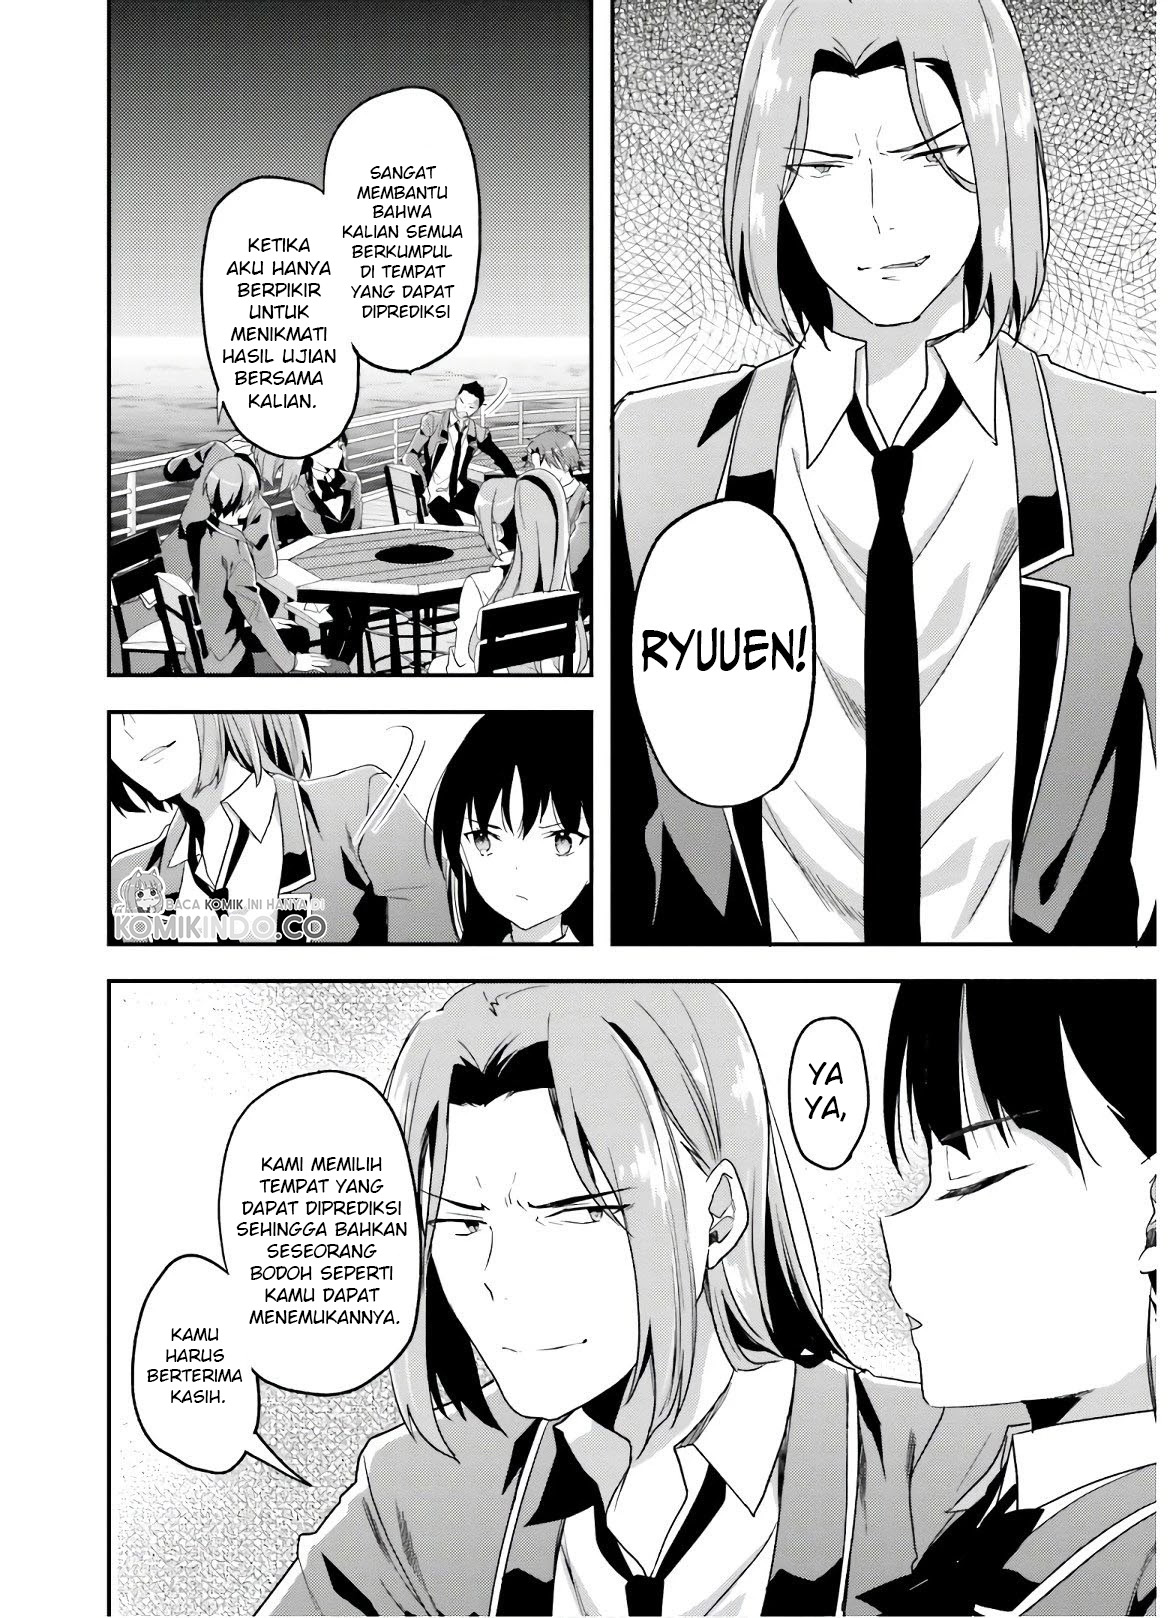 RYUUEN!
SANGAT
MEMBANTU
BAHWA
KALIAN SEMUA
BERKUMPUL
DI TEMPAT
YANG DAPAT
DIPREDIKSI
KETIKA
AKU HANYA
BERPIKIR
UNTUK
MENIKMATI
HASIL UJIAN
BERSAMA
KALIAN.
BACA KOMIK INI HANYA DI
KOMIKINDO.CO
YA
YA,
KAMI MEMILIH
TEMPAT YANG
DAPAT DIPREDIKSI
SEHINGGA BAHKAN
SESEORANG
BODOH SEPERTI
KAMU DAPAT
MENEMUKANNYA.
KAMU
HARUS
BERTERIMA
KASIH.